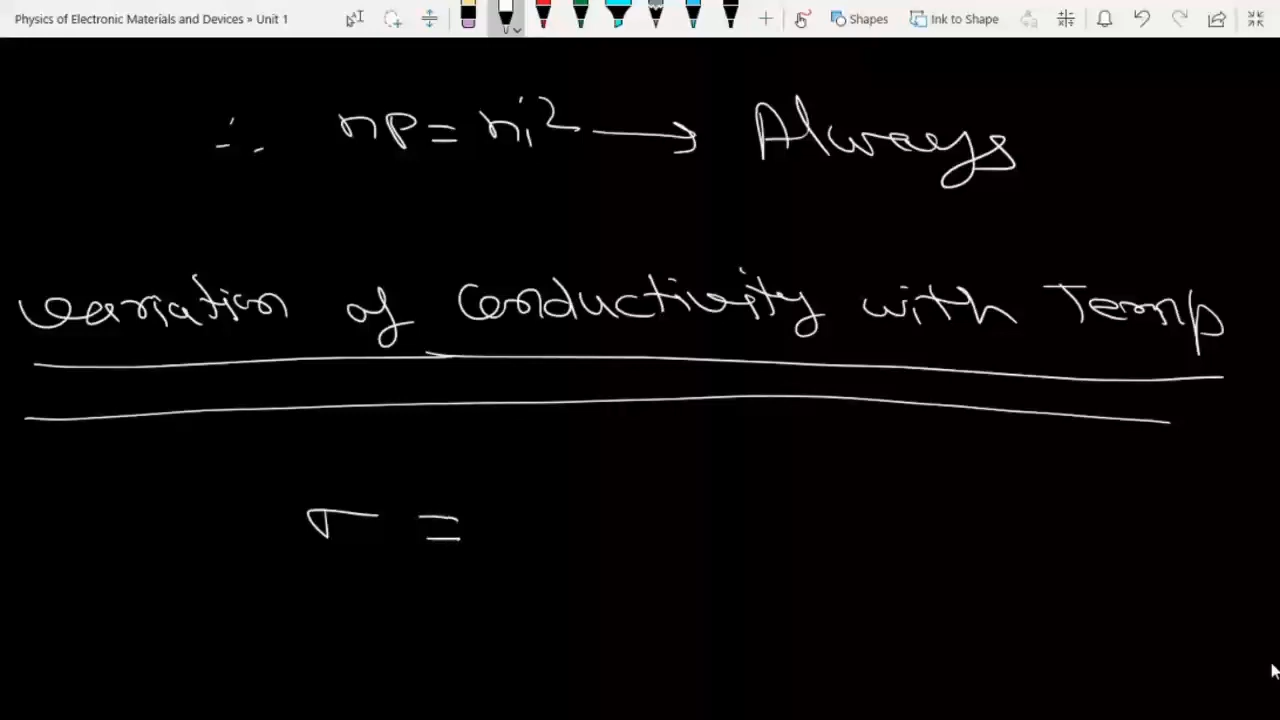 Physics of Electronic Materials and Devices » Unit 1
Shapes
Ink to Shape
∴ np = ni² → Always
variation of conductivity with Temp
σ =